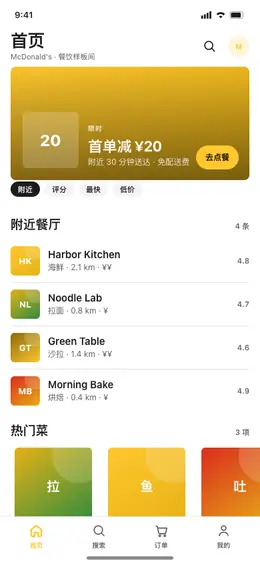 9:41
首页
McDonald's · 餐饮样板间
M
20
限时
首单减 ¥20
附近 30 分钟送达 · 免配送费
去点餐
附近 评分 最快 低价
附近餐厅 4 条
HK Harbor Kitchen 4.8
海鲜 · 2.1 km · ¥¥
NL Noodle Lab 4.7
拉面 · 0.8 km · ¥
GT Green Table 4.6
沙拉 · 1.4 km · ¥¥
MB Morning Bake 4.9
烘焙 · 0.4 km · ¥
热门菜 3 项
拉 鱼 吐
首页 搜索 订单 我的